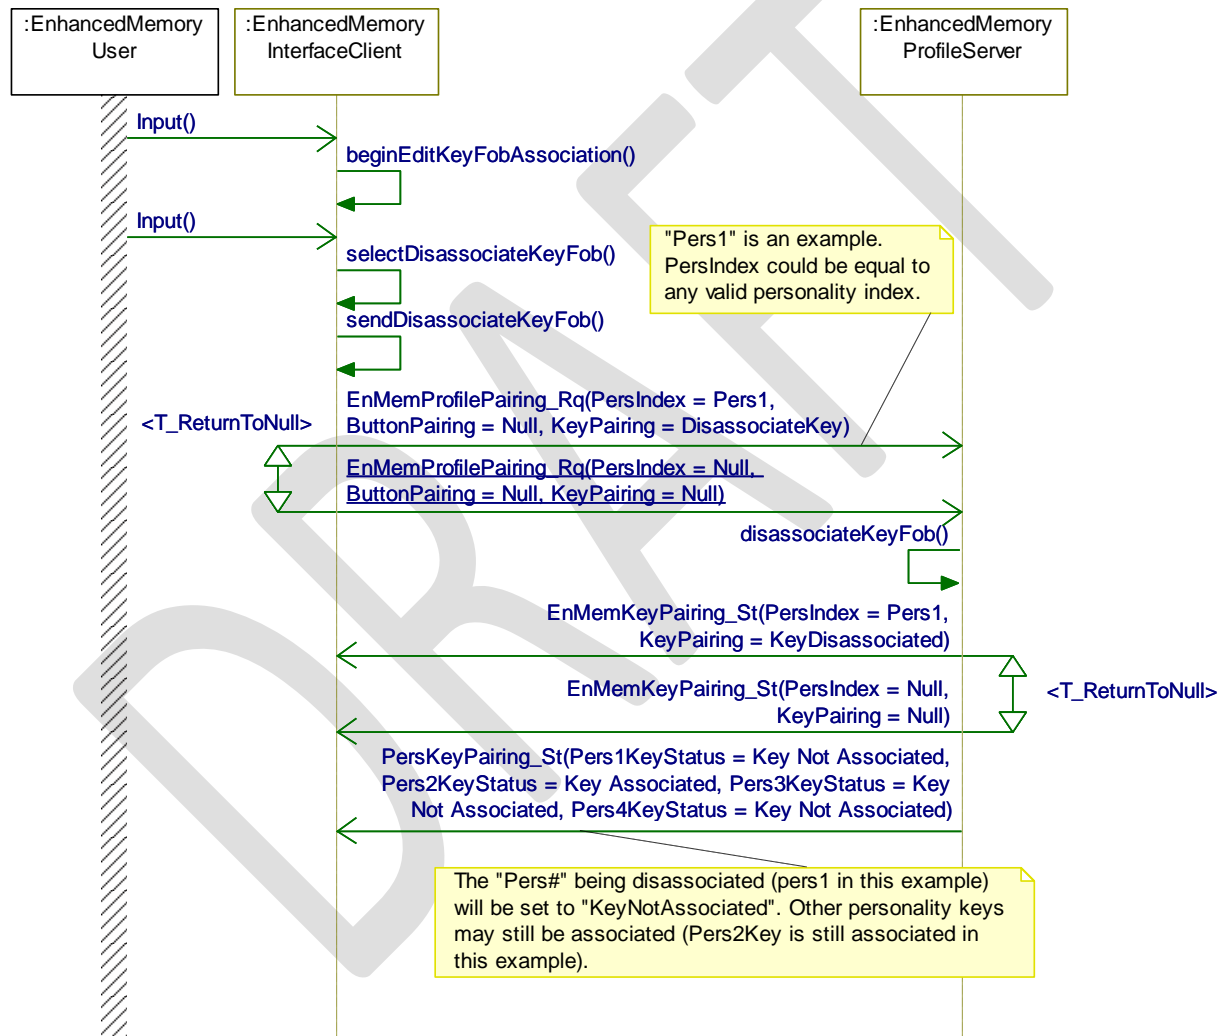 :EnhancedMemory
User
:EnhancedMemory
InterfaceClient
:EnhancedMemory
ProfileServer
Input()
beginEditKeyFobAssociation()
Input()
"Pers1" is an example.
PersIndex could be equal to
any valid personality index.
selectDisassociateKeyFob()
sendDisassociateKeyFob()
EnMemProfilePairing_Rq(PersIndex = Pers1,
ButtonPairing = Null, KeyPairing = DisassociateKey)
<T_ReturnToNull>
EnMemProfilePairing_Rq(PersIndex = Null,
ButtonPairing = Null, KeyPairing = Null)
disassociateKeyFob()
EnMemKeyPairing_St(PersIndex = Pers1,
KeyPairing = KeyDisassociated)
EnMemKeyPairing_St(PersIndex = Null,
KeyPairing = Null)
<T_ReturnToNull>
PersKeyPairing_St(Pers1KeyStatus = Key Not Associated,
Pers2KeyStatus = Key Associated, Pers3KeyStatus = Key
Not Associated, Pers4KeyStatus = Key Not Associated)
The "Pers#" being disassociated (pers1 in this example)
will be set to "KeyNotAssociated". Other personality keys
may still be associated (Pers2Key is still associated in
this example).
DRAFT